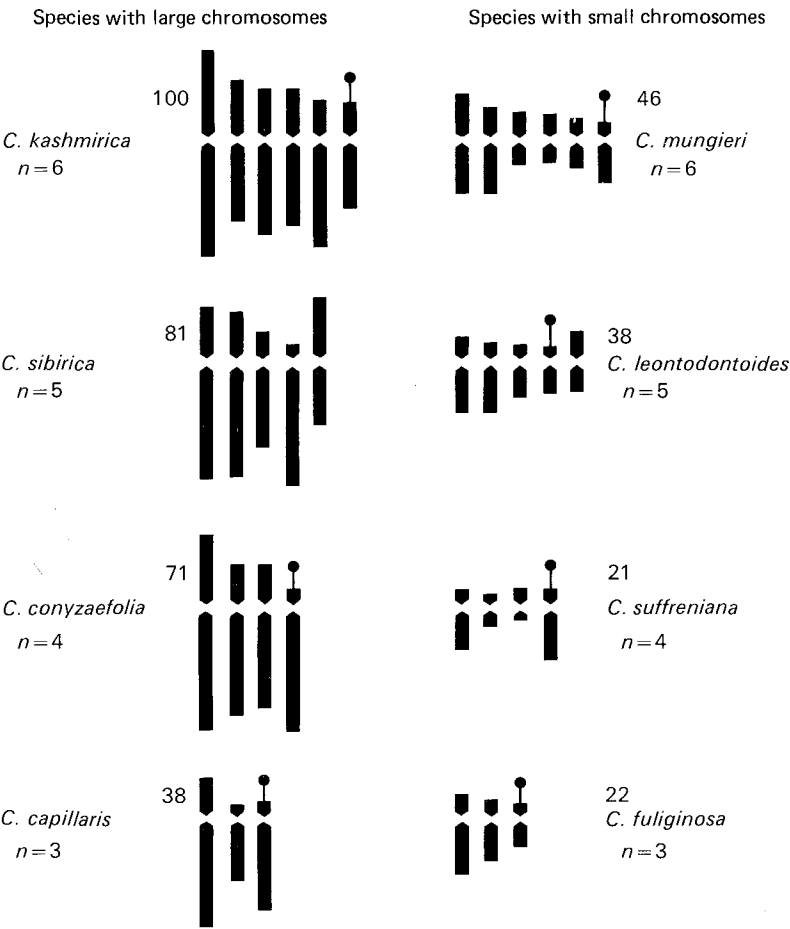 Species with large chromosomes
Species with small chromosomes
100
C. kashmirica
n=6
46
C. mungieri
n=6
81
C. sibirica
n=5
38
C. leontodontoides
n=5
71
C. conyzaefolia
n=4
21
C. suffreniana
n=4
38
C. capillaris
n=3
22
C. fuliginosa
n=3